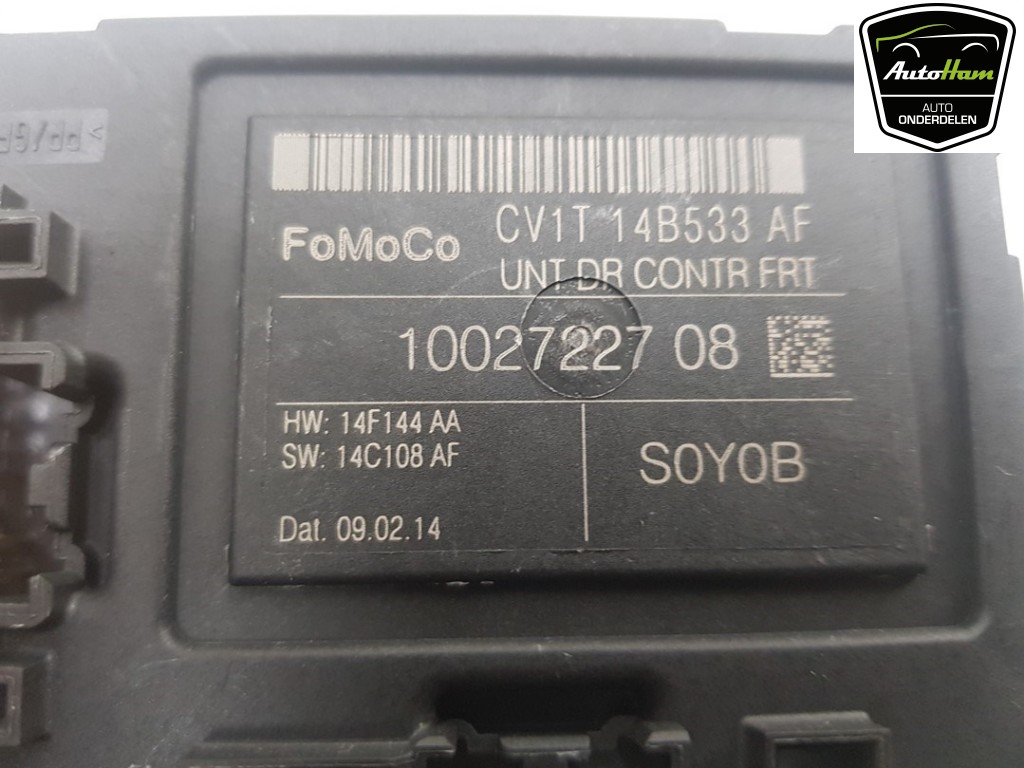 AutoHam
AUTO
ONDERDELEN
FoMoCo
CV1T 14B533 AF
UNT DR CONTR FRT
10027227 08
HW: 14F144 AA
SW: 14C108 AF
S0Y0B
Dat. 09.02.14